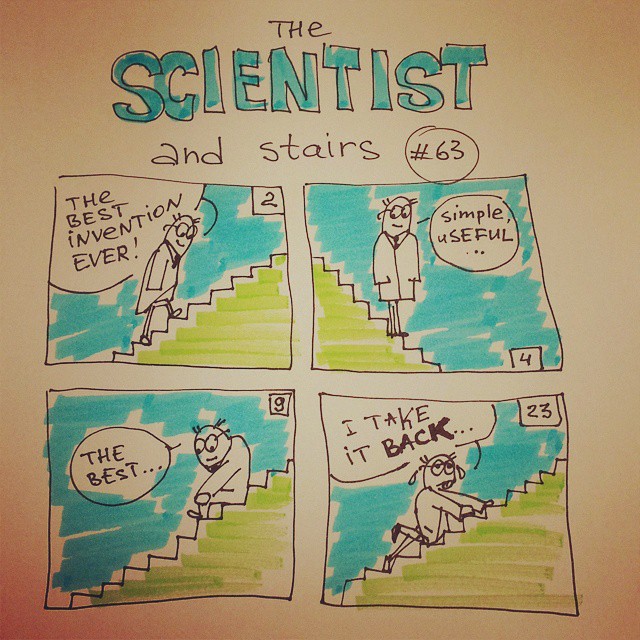 THE
SCIENTIST
and stairs #63
THE
BEST
iNVENTION
EVER!
2
simple,
uSEFUL
...
4
THE
BEST...
9
I TAKE
iT BACK...
23